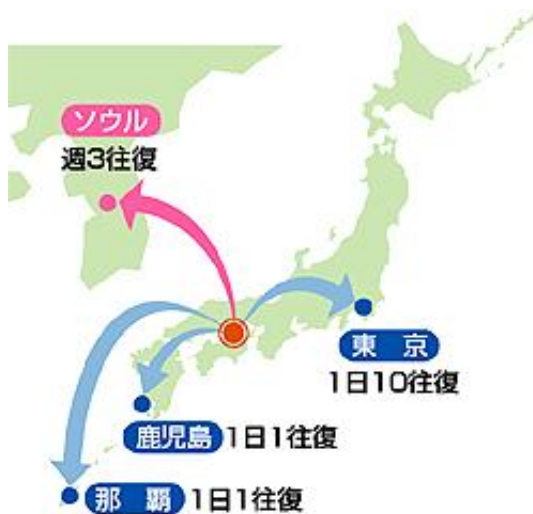 ソウル
週3往復
東 京
1日10往復
鹿児島 1日1往復
那 覇 1日1往復